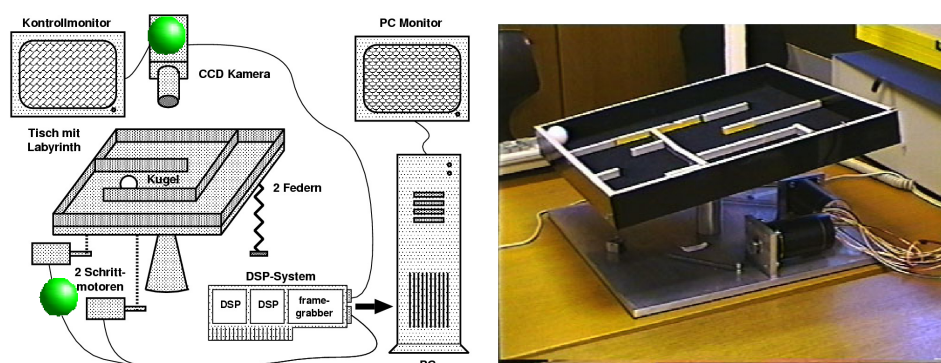 Kontrollmonitor
PC Monitor
CCD Kamera
Tisch mit
Labyrinth
Kugel
2 Federn
2 Schritt-
motoren
DSP-System
DSP
DSP
frame-
grabber
PC